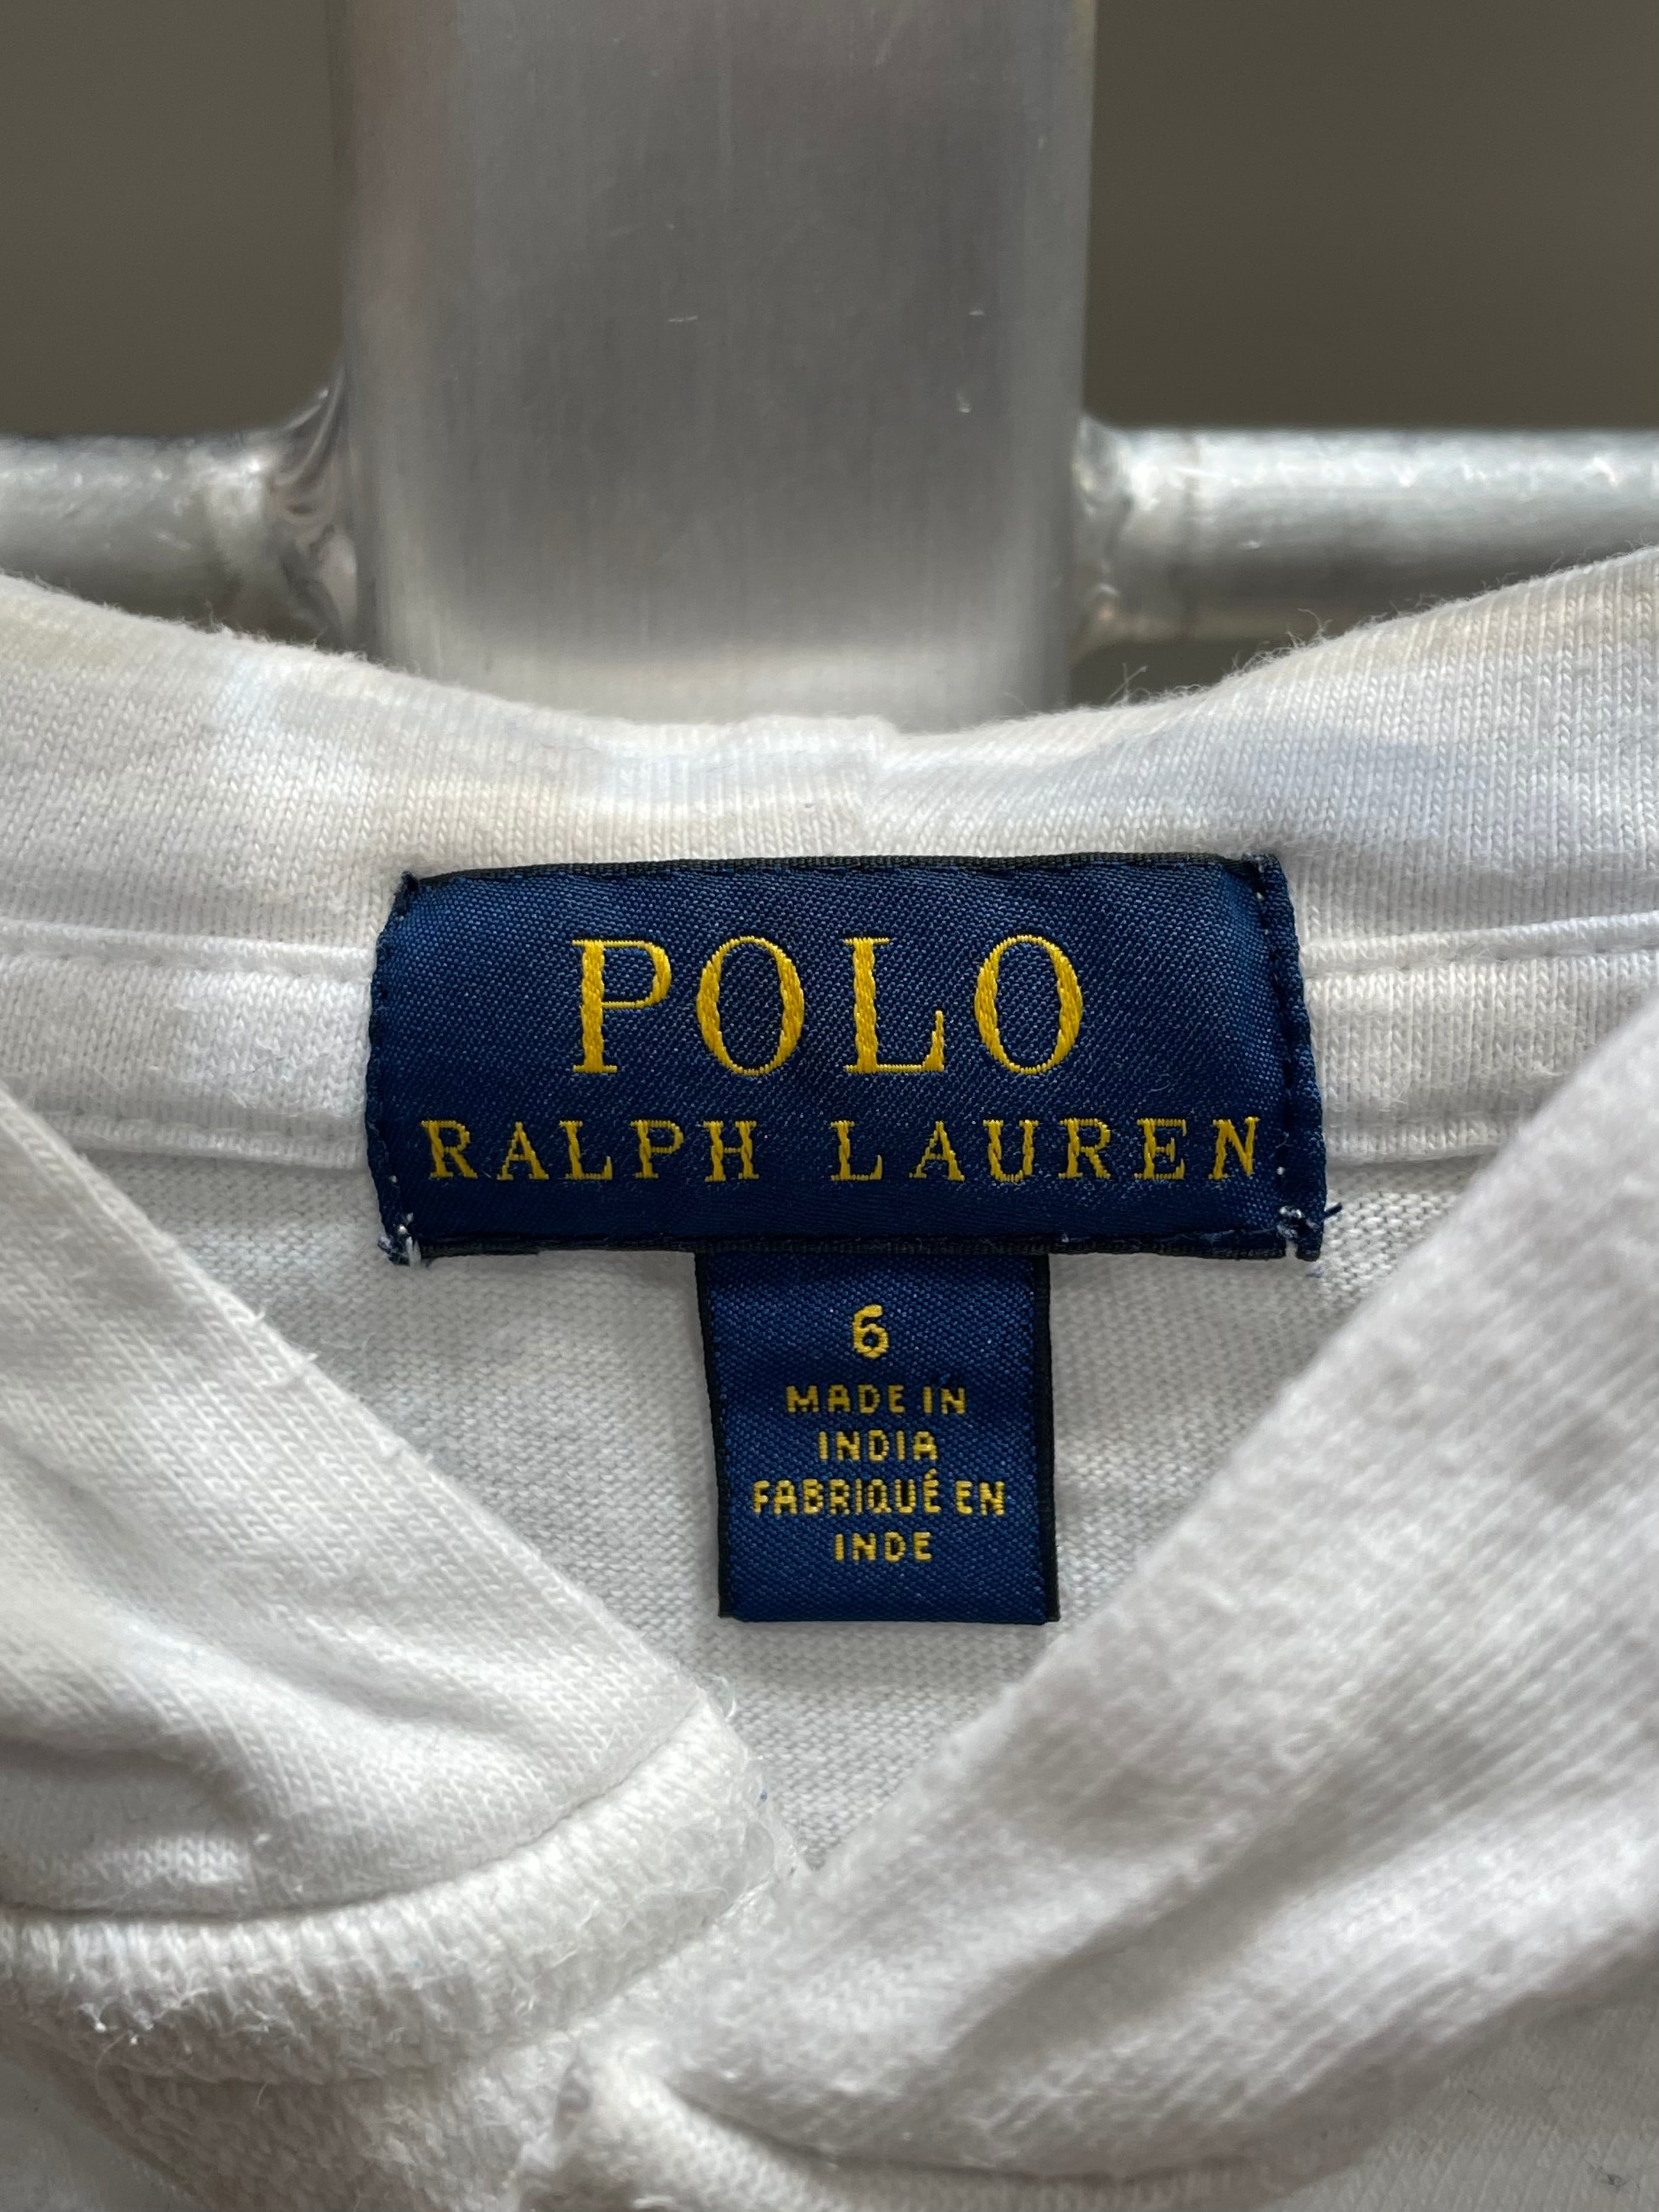 POLO
RALPH LAUREN
6
MADE IN
INDIA
FABRIQUÉ EN
INDE